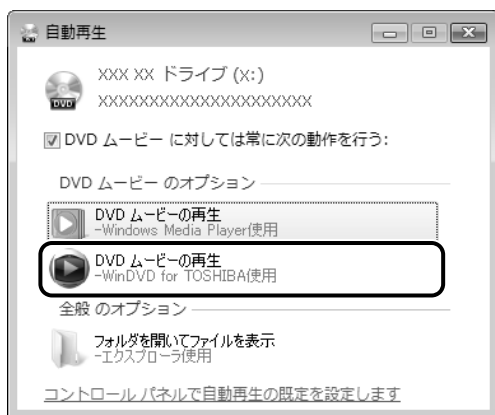 自動再生
XXX XX ドライブ (X:)
DVD
XXXXXXXXXXXXXXXXXXXXXX
DVD ムービー に対しては常に次の動作を行う:
DVD ムービー のオプション
DVD ムービーの再生
-Windows Media Player使用
DVD ムービーの再生
-WinDVD for TOSHIBA使用
全般 のオプション
フォルダを開いてファイルを表示
-エクスプローラ使用
コントロール パネルで自動再生の既定を設定します